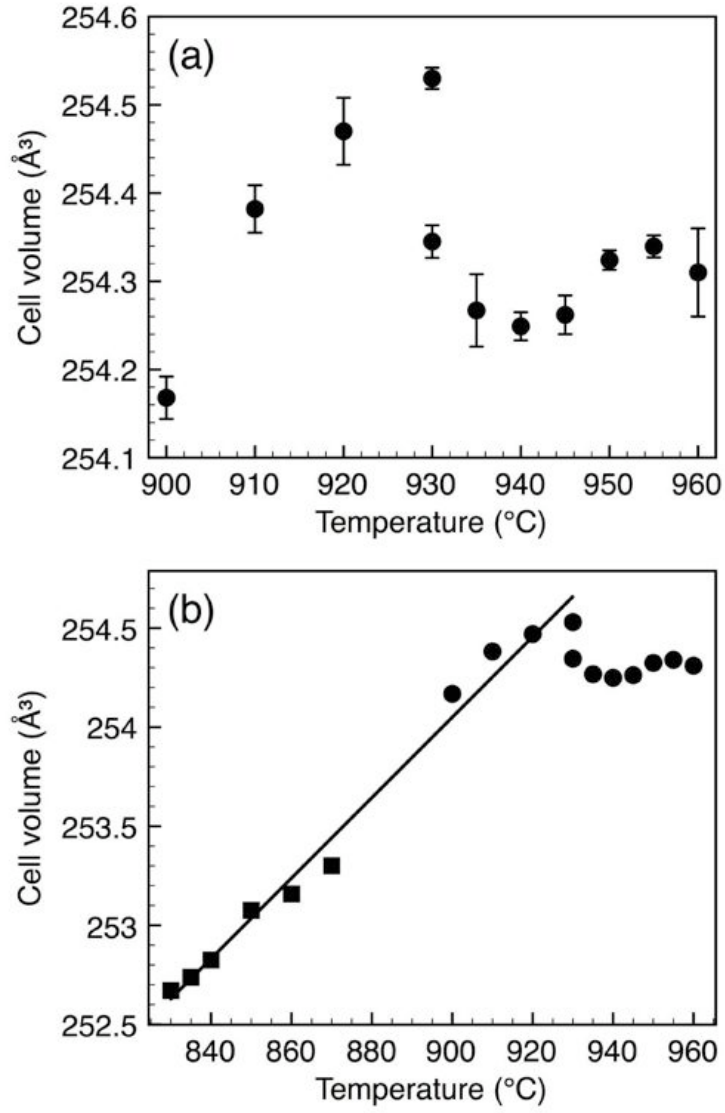 (a)
Cell volume (Å³)
254.6
254.5
254.4
254.3
254.2
254.1
900 910 920 930 940 950 960
Temperature (°C)
(b)
Cell volume (Å³)
254.5
254
253.5
253
252.5
840 860 880 900 920 940 960
Temperature (°C)